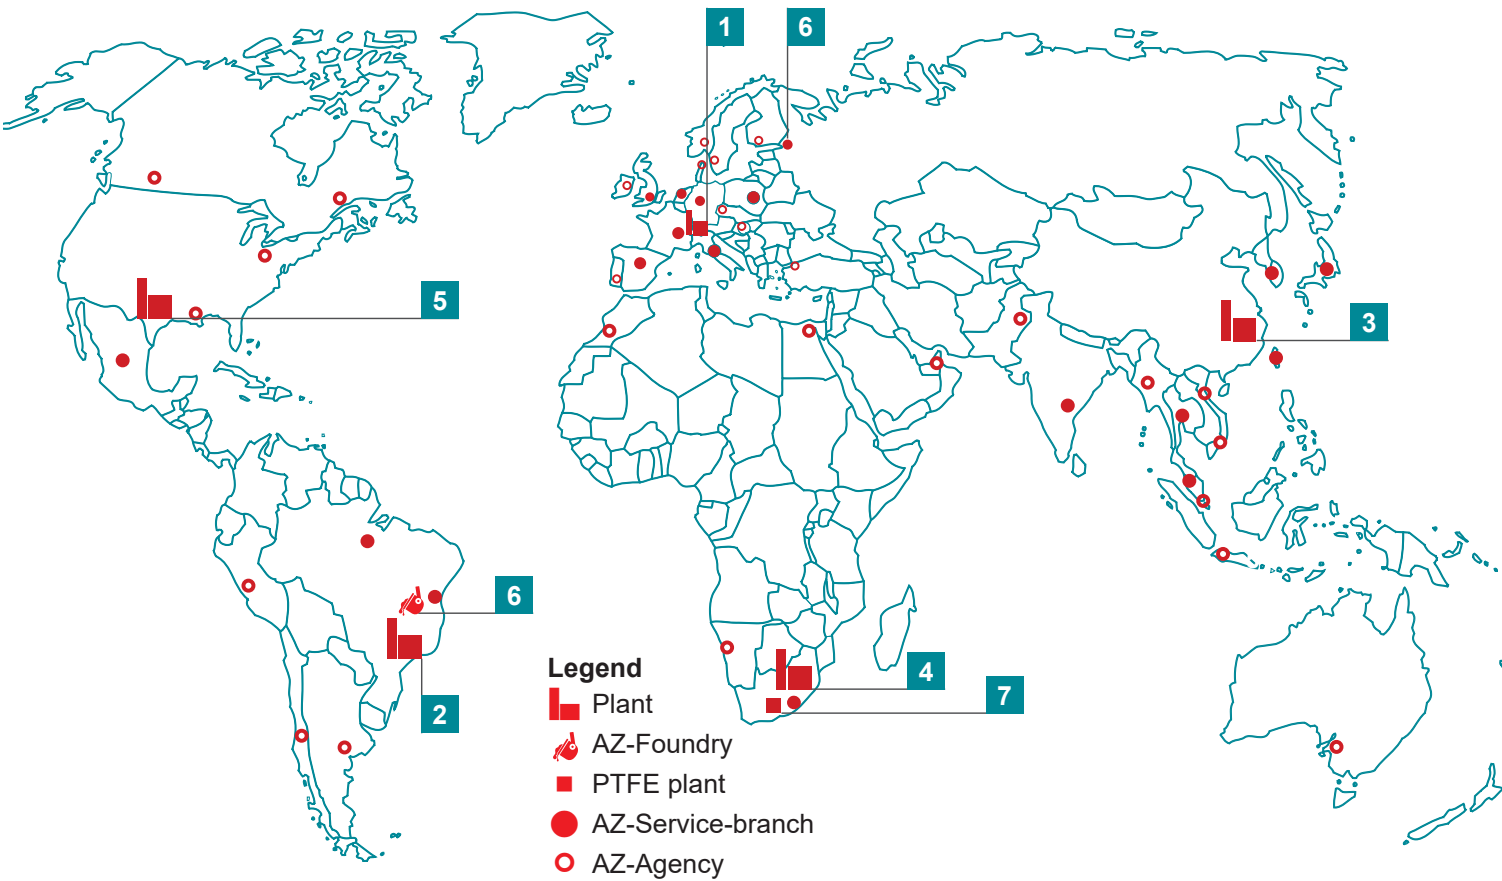 1
6
5
3
6
4
7
2
Legend
Plant
AZ-Foundry
PTFE plant
AZ-Service-branch
AZ-Agency